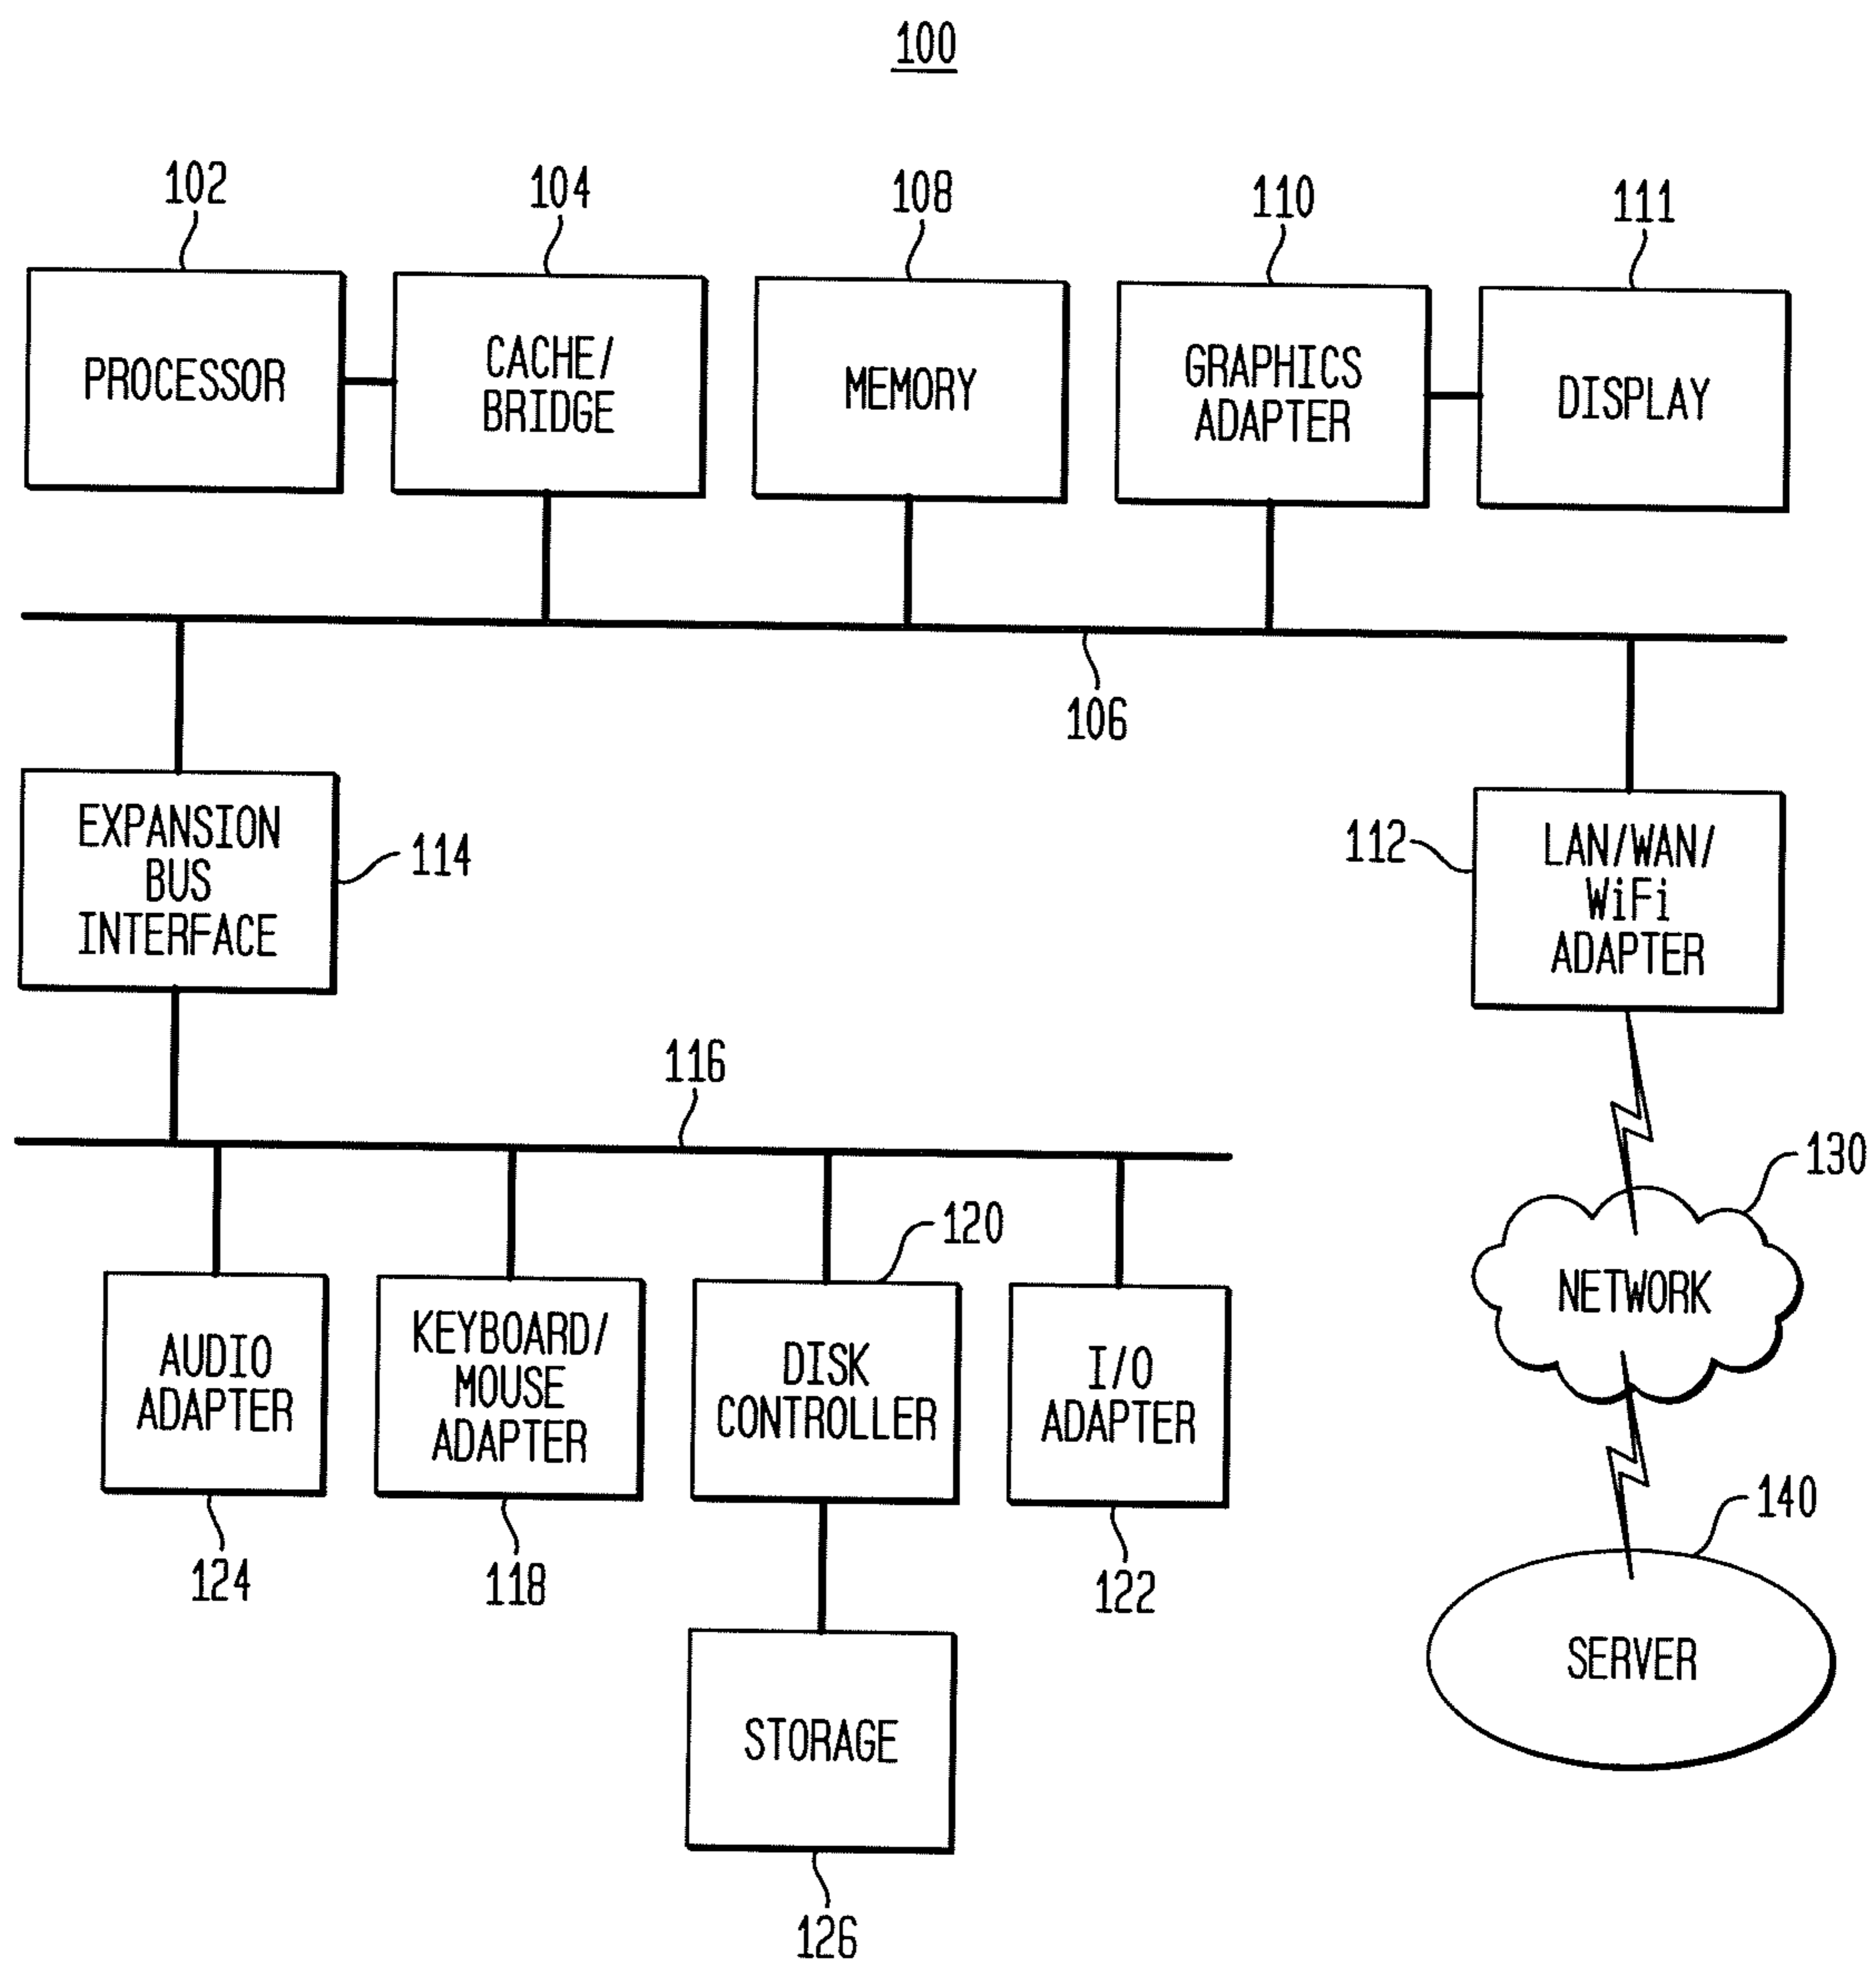 100
102
104
108
110
111
PROCESSOR
CACHE/
BRIDGE
MEMORY
GRAPHICS
ADAPTER
DISPLAY
106
EXPANSION
BUS
INTERFACE
114
112
LAN/WAN/
WiFi
ADAPTER
116
130
120
NETWORK
AUDIO
ADAPTER
KEYBOARD/
MOUSE
ADAPTER
DISK
CONTROLLER
I/O
ADAPTER
124
118
122
140
SERVER
STORAGE
126